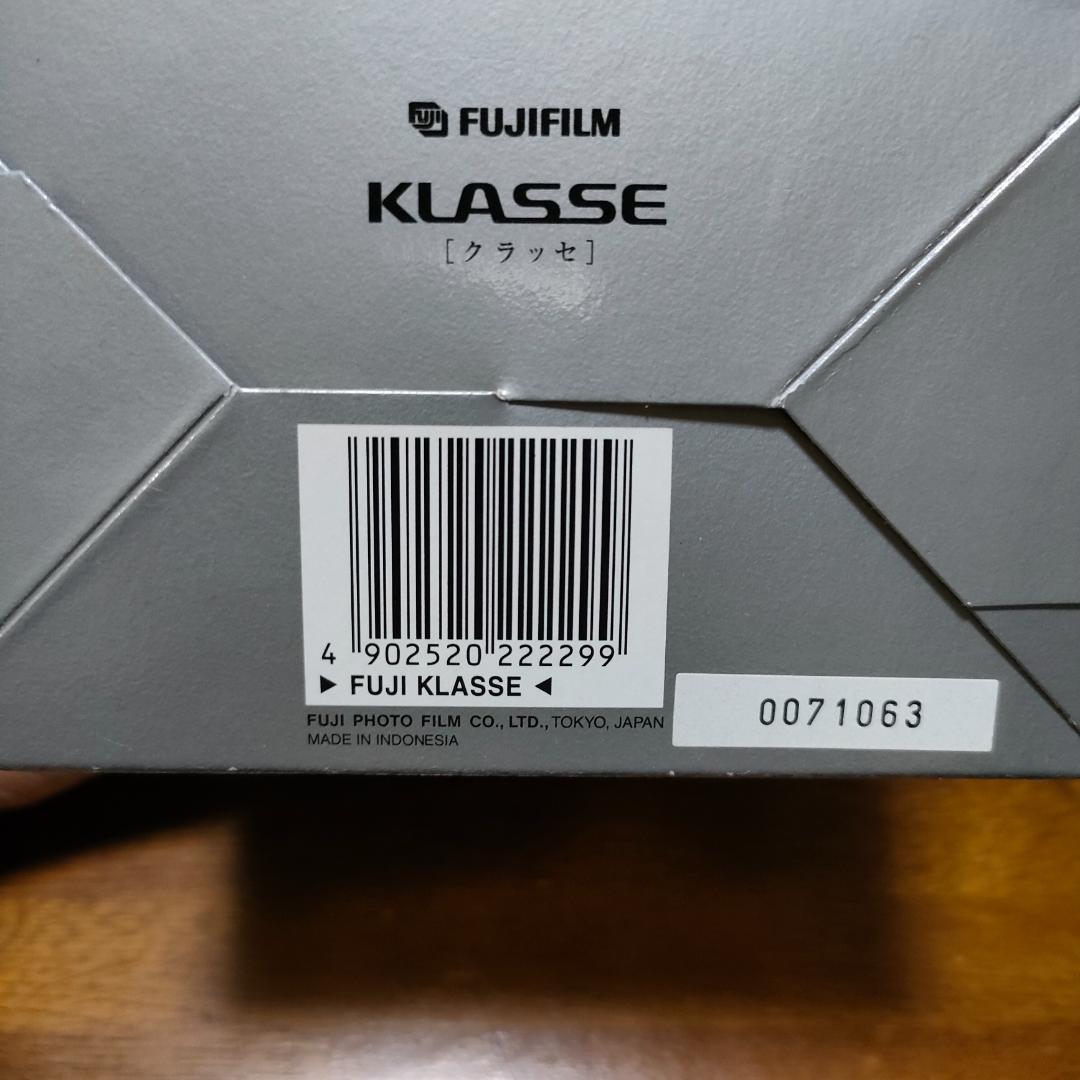 FUJI FUJIFILM
KLASSE
[クラッセ]
4 902520 222299
▶ FUJI KLASSE ◀
FUJI PHOTO FILM CO., LTD., TOKYO, JAPAN
MADE IN INDONESIA
0071063